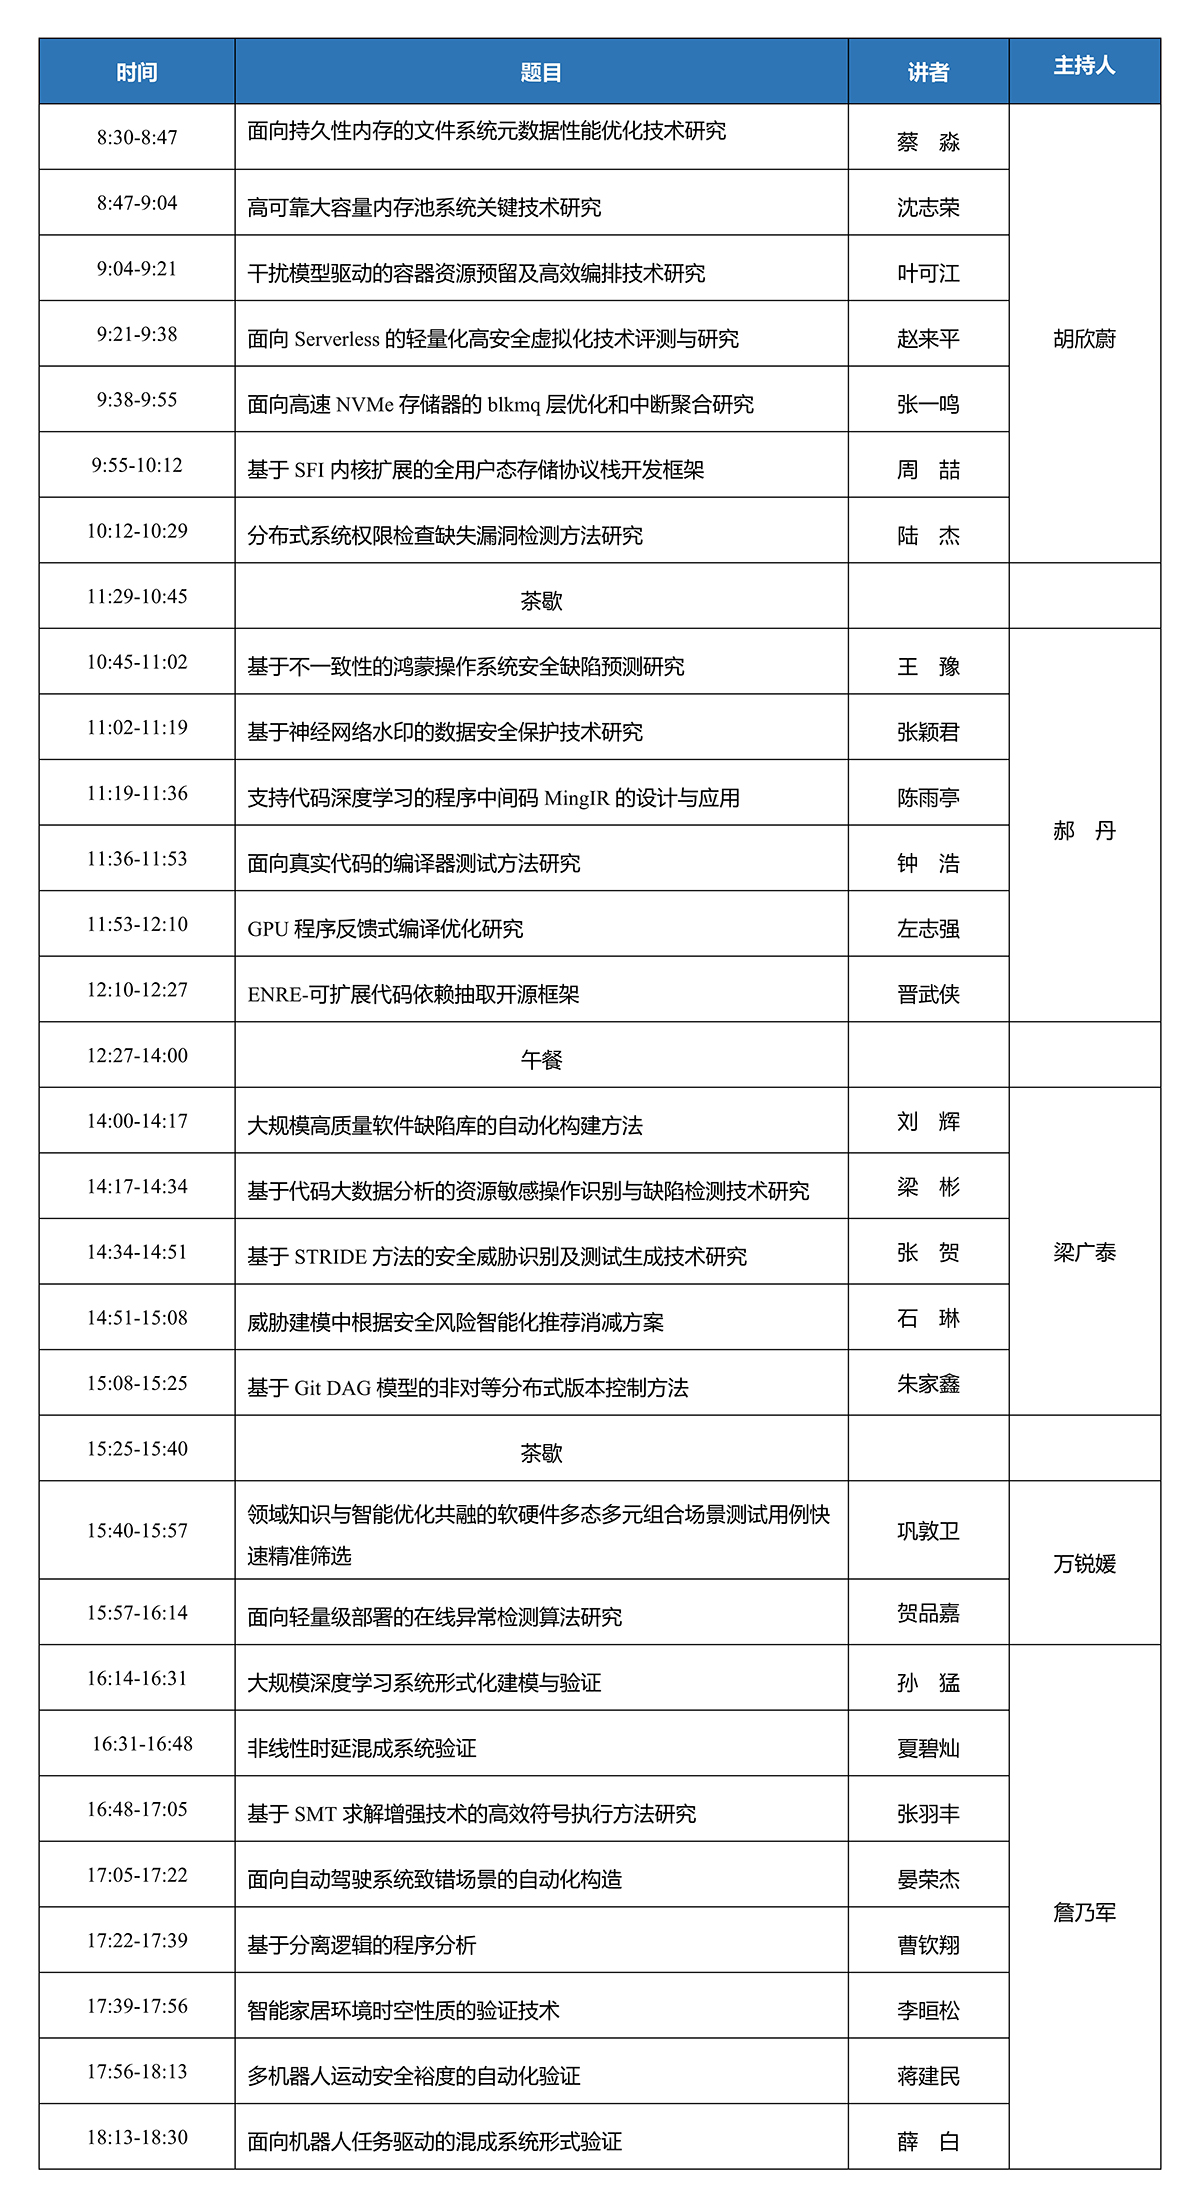 时间 题目 讲者 主持人
8:30-8:47 面向持久性内存的文件系统元数据性能优化技术研究 蔡　淼
8:47-9:04 高可靠大容量内存池系统关键技术研究 沈志荣
9:04-9:21 干扰模型驱动的容器资源预留及高效编排技术研究 叶可江
9:21-9:38 面向 Serverless 的轻量化高安全虚拟化技术评测与研究 赵来平 胡欣蔚
9:38-9:55 面向高速 NVMe 存储器的 blkmq 层优化和中断聚合研究 张一鸣
9:55-10:12 基于 SFI 内核扩展的全用户态存储协议栈开发框架 周　喆
10:12-10:29 分布式系统权限检查缺失漏洞检测方法研究 陆　杰
11:29-10:45 茶歇
10:45-11:02 基于不一致性的鸿蒙操作系统安全缺陷预测研究 王　豫
11:02-11:19 基于神经网络水印的数据安全保护技术研究 张颖君
11:19-11:36 支持代码深度学习的程序中间码 MingIR 的设计与应用 陈雨亭
郝　丹
11:36-11:53 面向真实代码的编译器测试方法研究 钟　浩
11:53-12:10 GPU 程序反馈式编译优化研究 左志强
12:10-12:27 ENRE-可扩展代码依赖抽取开源框架 晋武侠
12:27-14:00 午餐
14:00-14:17 大规模高质量软件缺陷库的自动化构建方法 刘　辉
14:17-14:34 基于代码大数据分析的资源敏感操作识别与缺陷检测技术研究 梁　彬
14:34-14:51 基于 STRIDE 方法的安全威胁识别及测试生成技术研究 张　贺 梁广泰
14:51-15:08 威胁建模中根据安全风险智能化推荐消减方案 石　琳
15:08-15:25 基于 Git DAG 模型的非对等分布式版本控制方法 朱家鑫
15:25-15:40 茶歇
15:40-15:57 领域知识与智能优化共融的软硬件多态多元组合场景测试用例快
速精准筛选 巩敦卫
万锐媛
15:57-16:14 面向轻量级部署的在线异常检测算法研究 贺品嘉
16:14-16:31 大规模深度学习系统形式化建模与验证 孙　猛
16:31-16:48 非线性时延混成系统验证 夏碧灿
16:48-17:05 基于 SMT 求解增强技术的高效符号执行方法研究 张羽丰
17:05-17:22 面向自动驾驶系统致错场景的自动化构造 晏荣杰
詹乃军
17:22-17:39 基于分离逻辑的程序分析 曹钦翔
17:39-17:56 智能家居环境时空性质的验证技术 李晅松
17:56-18:13 多机器人运动安全裕度的自动化验证 蒋建民
18:13-18:30 面向机器人任务驱动的混成系统形式验证 薛　白